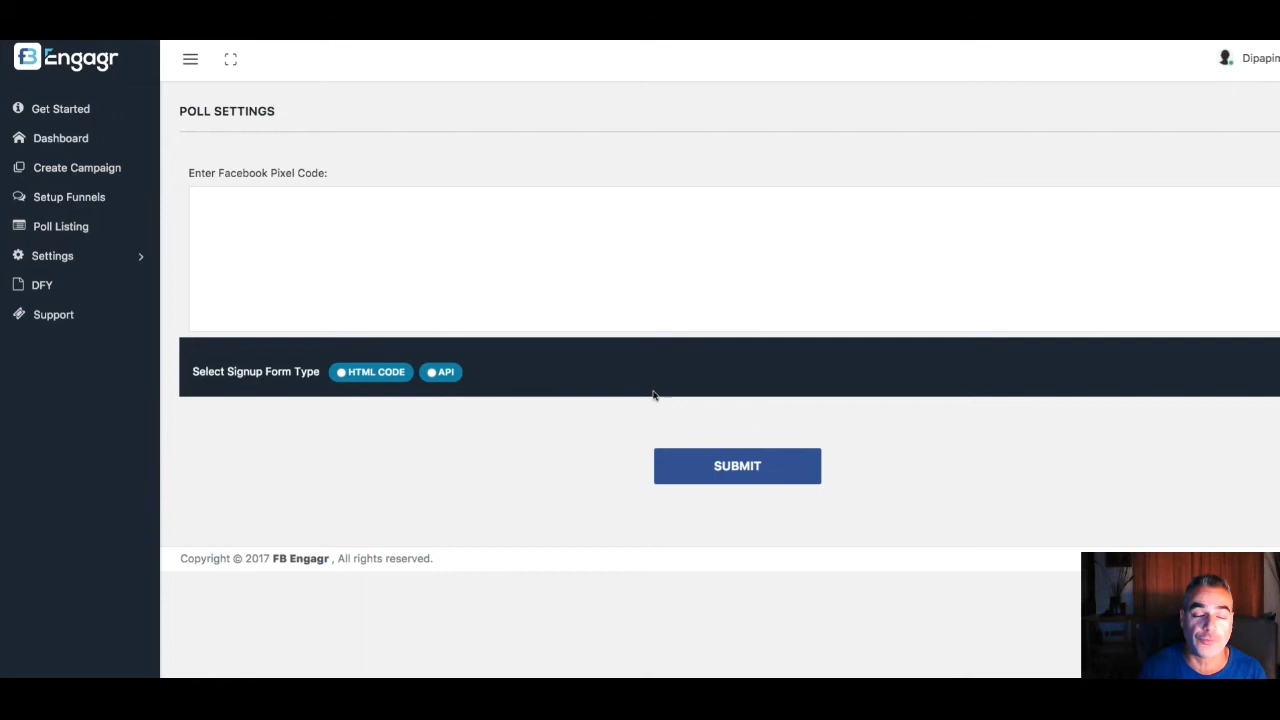 Engagr
Dipapin
Get Started
Dashboard
Create Campaign
Setup Funnels
Poll Listing
Settings
DFY
Support
POLL SETTINGS
Enter Facebook Pixel Code:
Select Signup Form Type HTML CODE API
SUBMIT
Copyright © 2017 FB Engagr , All rights reserved.